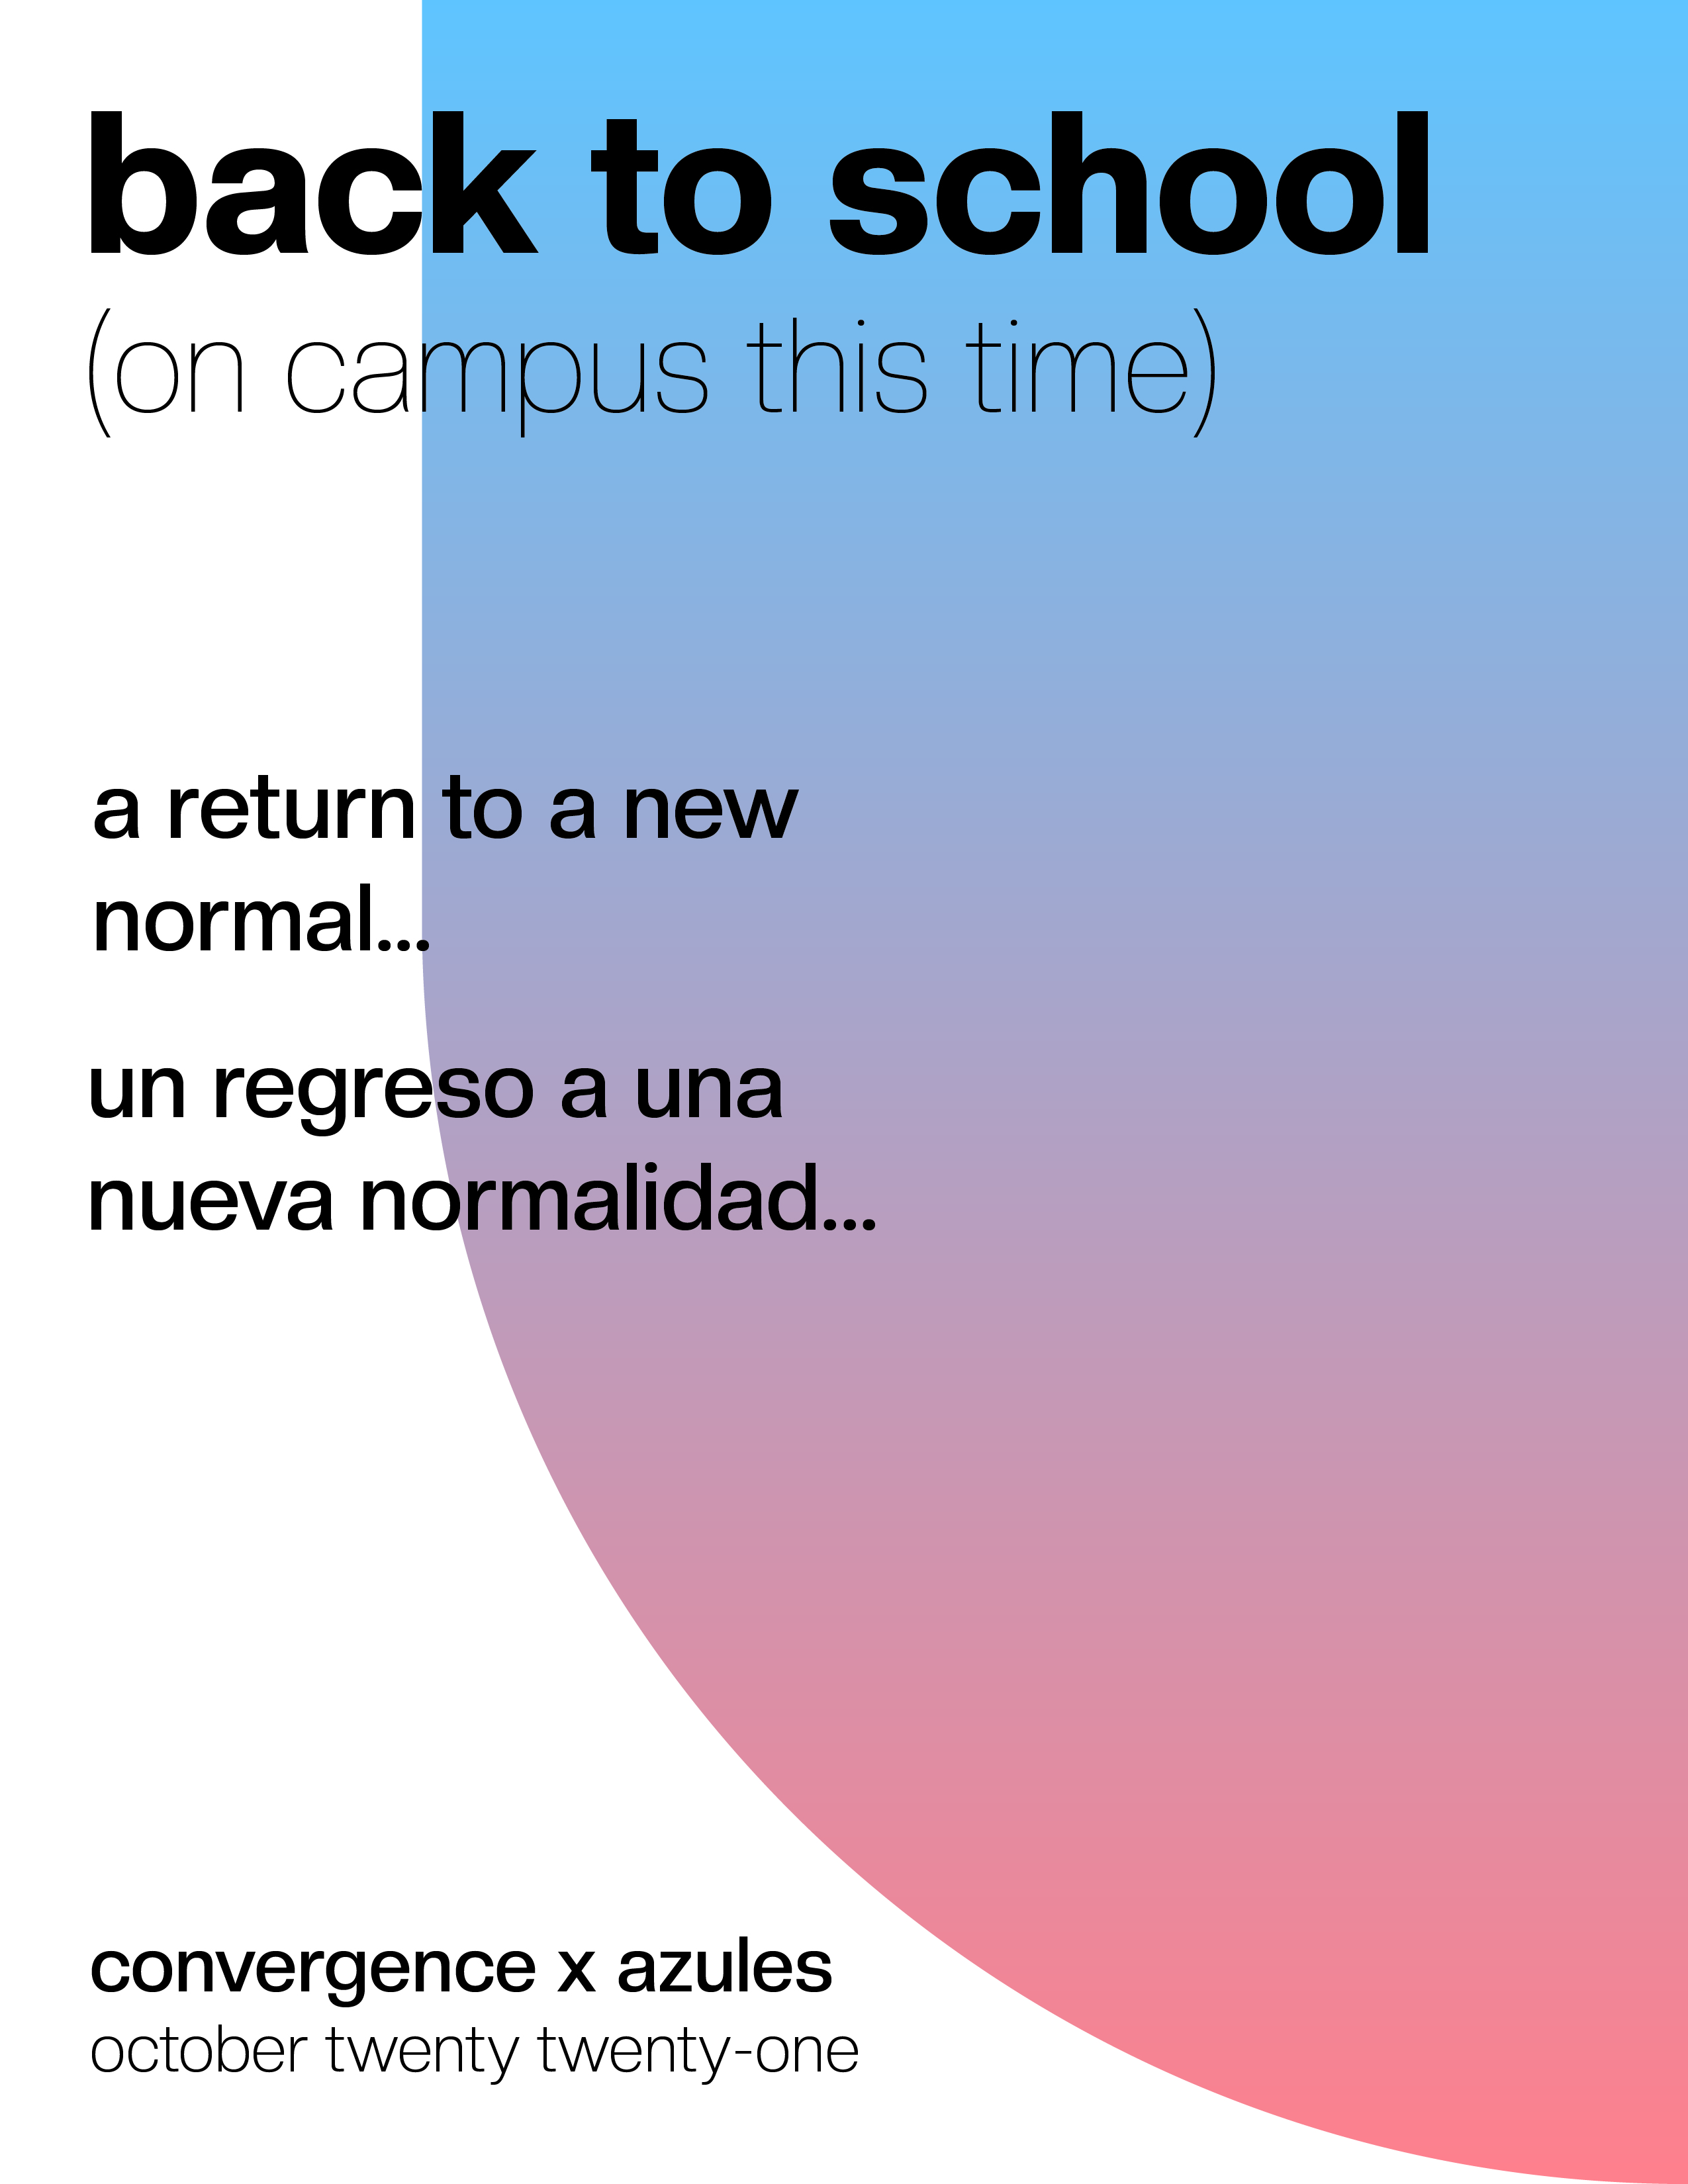 back to school
(on campus this time)
a return to a new
normal...
un regreso a una
nueva normalidad...
convergence x azules
october twenty twenty-one